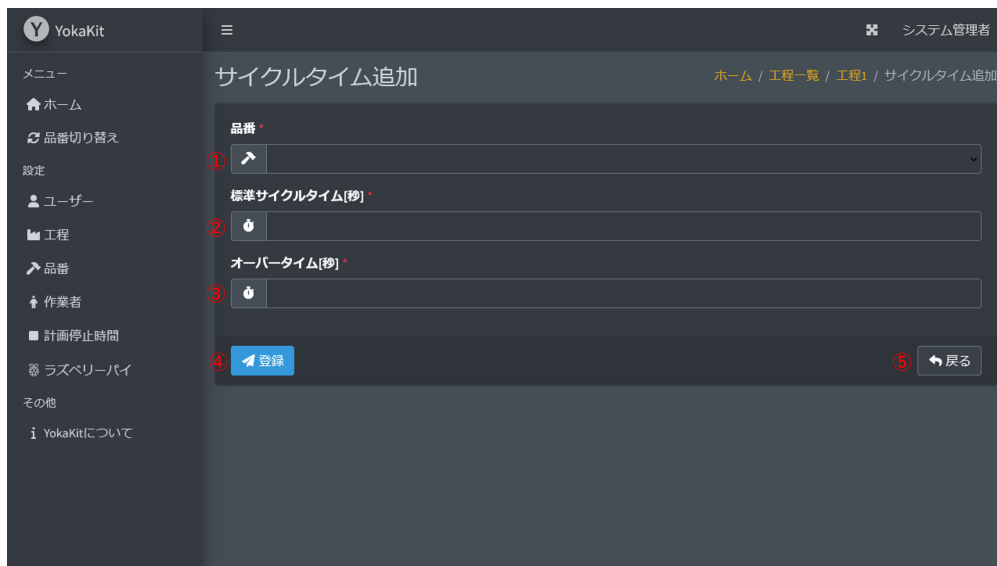 Y YokaKit
システム管理者
メニュー
ホーム
品番切り替え
設定
ユーザー
工程
品番
作業者
計画停止時間
ラズベリーパイ
その他
YokaKitについて
サイクルタイム追加
ホーム / 工程一覧 / 工程1 / サイクルタイム追加
品番 *
①
標準サイクルタイム[秒] *
②
オーバータイム[秒] *
③
④ 登録
⑤ 戻る